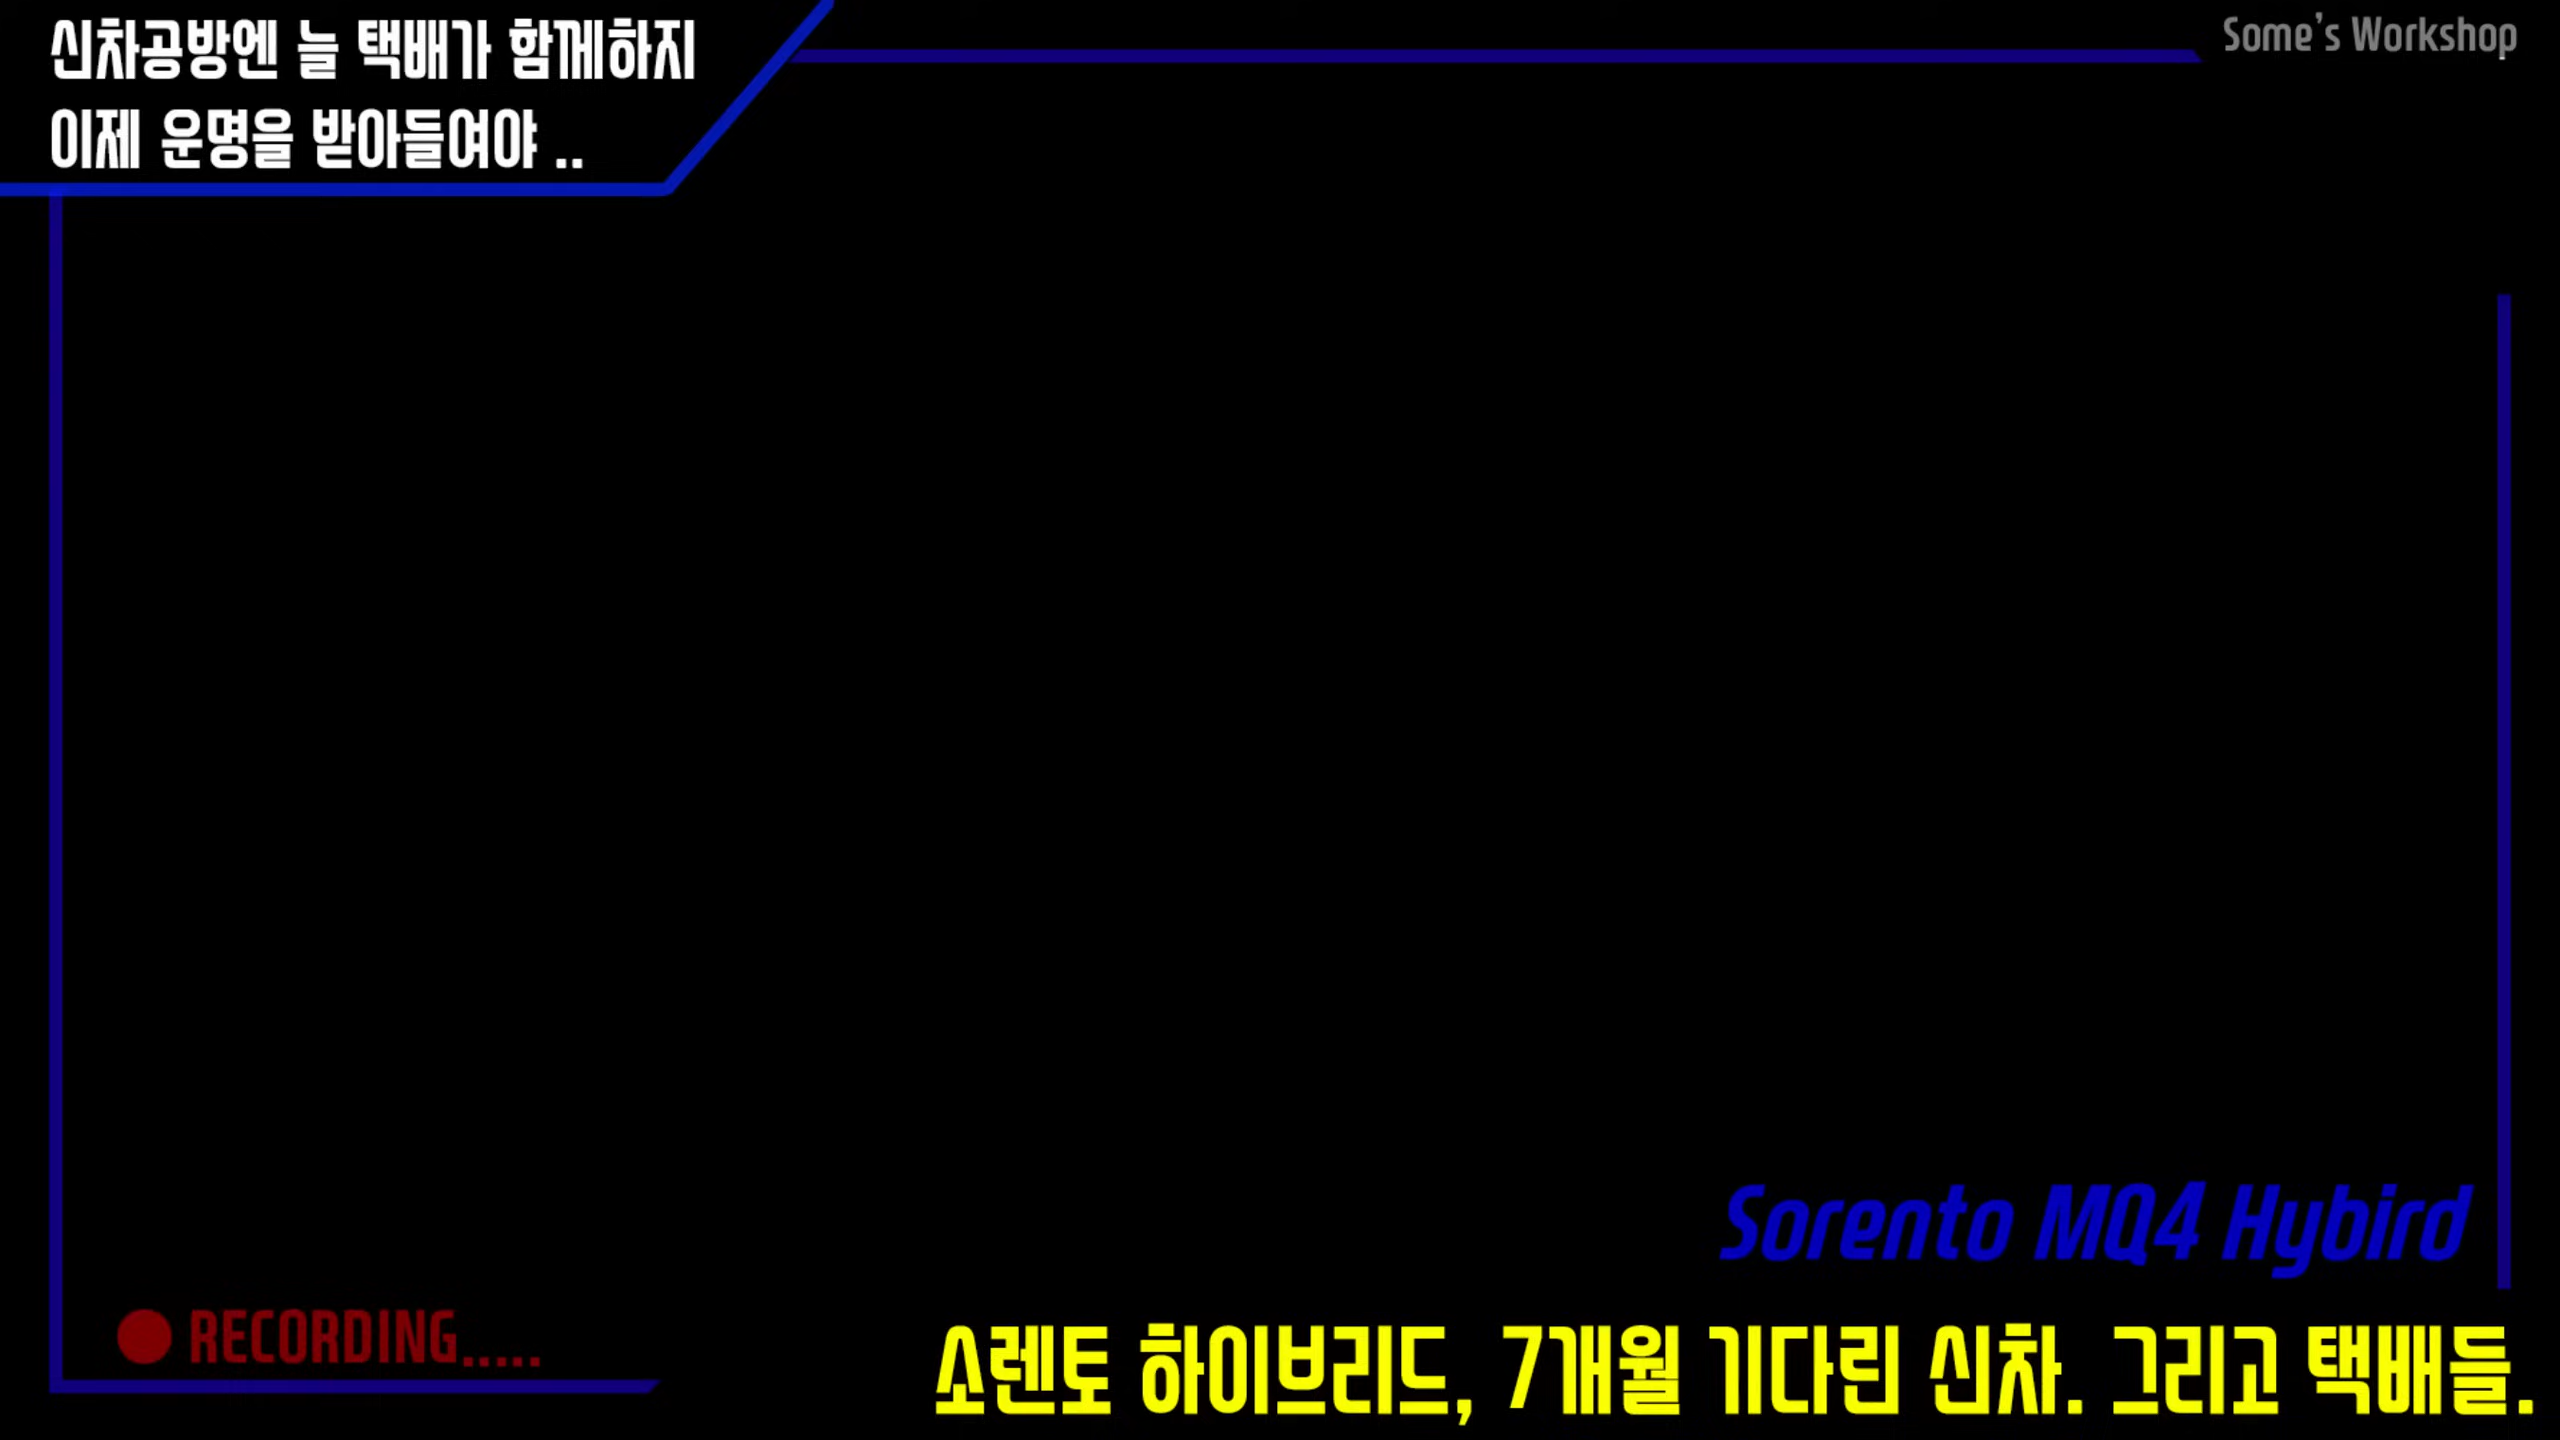 신차공방엔 늘 택배가 함께하지
이제 운명을 받아들여야 ..
Some's Workshop
Sorento MQ4 Hybird
RECORDING.....
소렌토 하이브리드, 7개월 기다린 신차. 그리고 택배들.